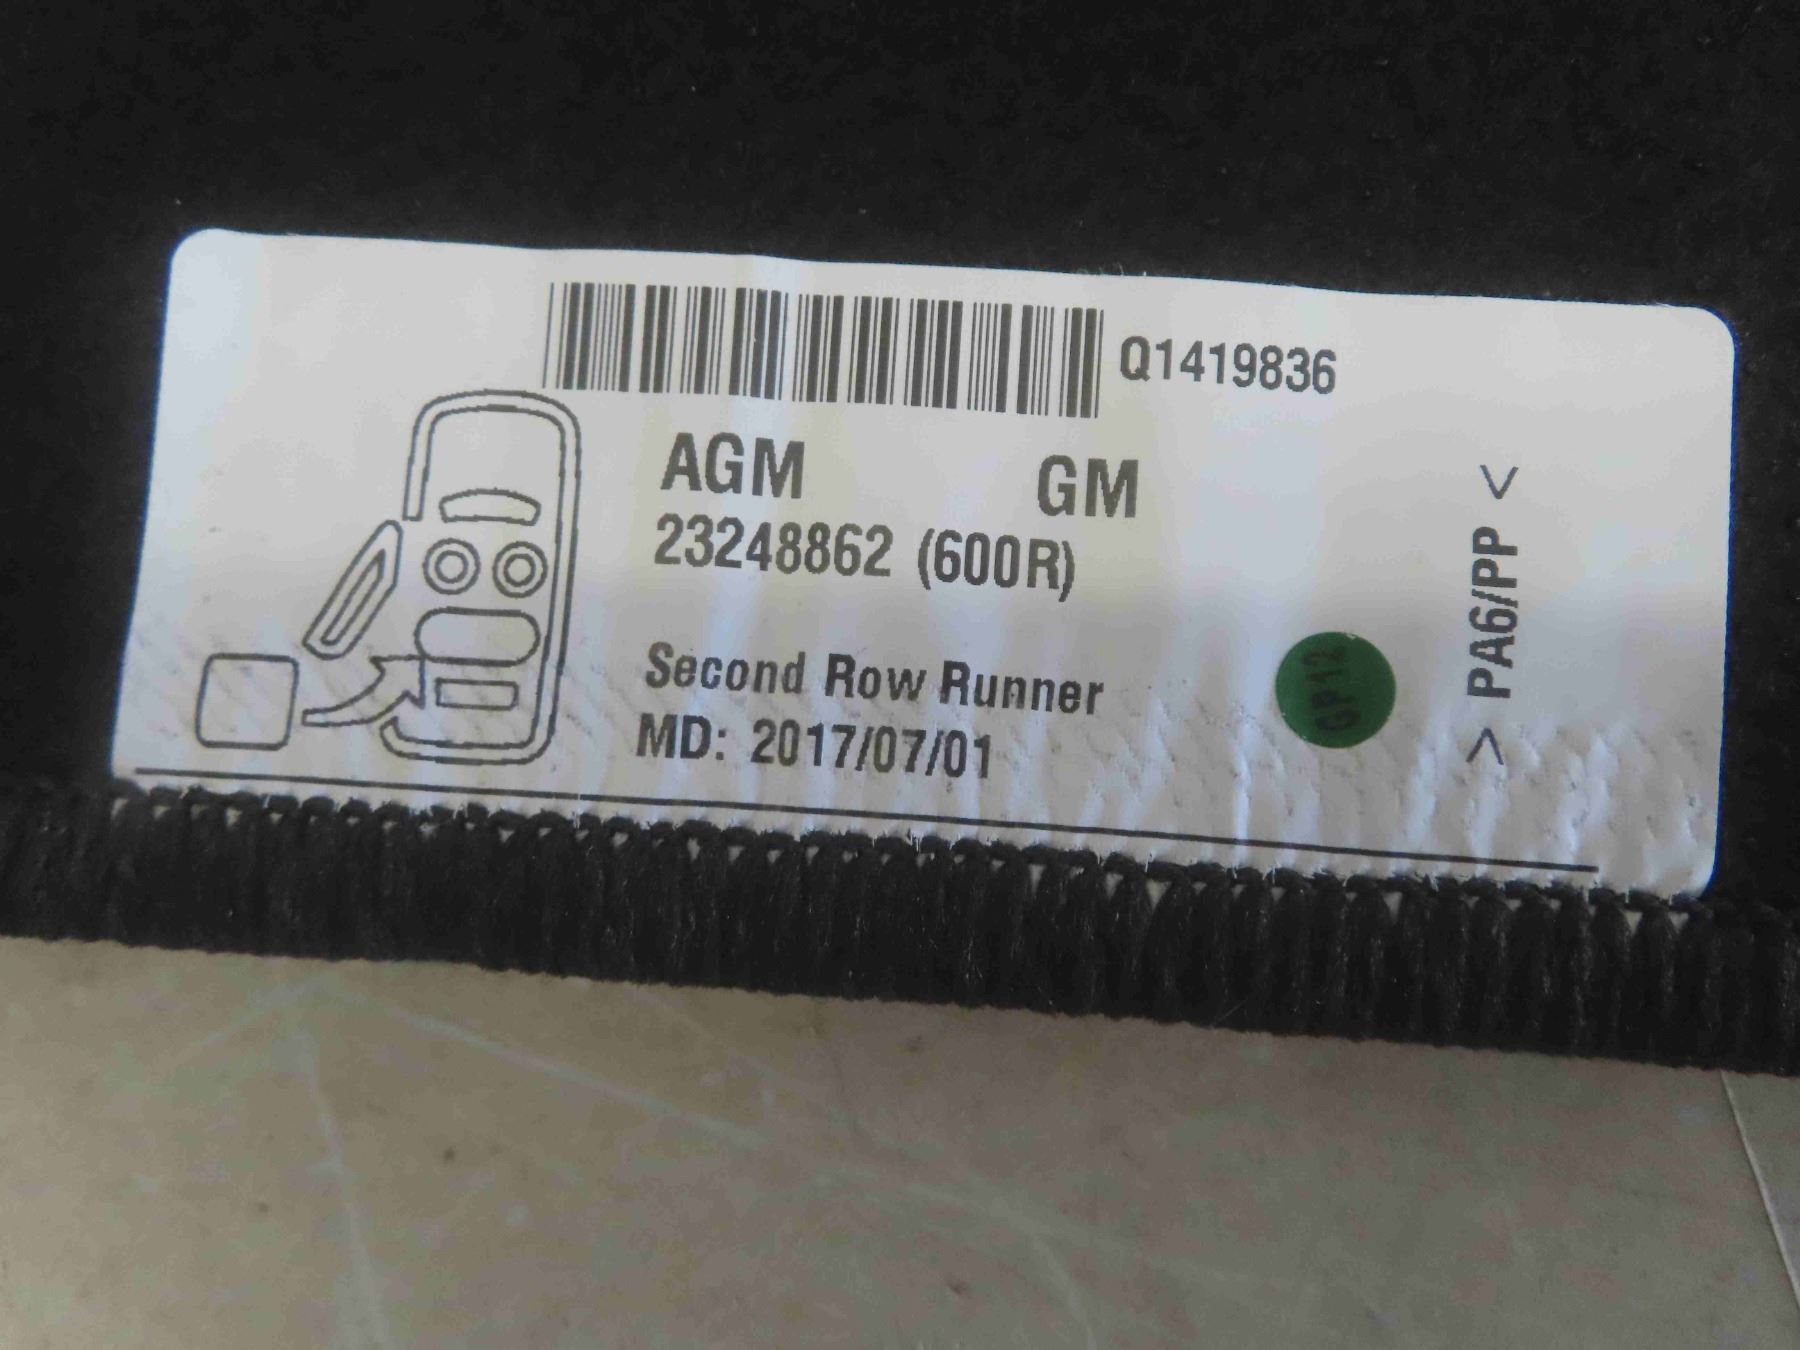 Q1419836
AGM GM
23248862 (600R)
Second Row Runner
MD: 2017/07/01
GP12
> PA6/PP <